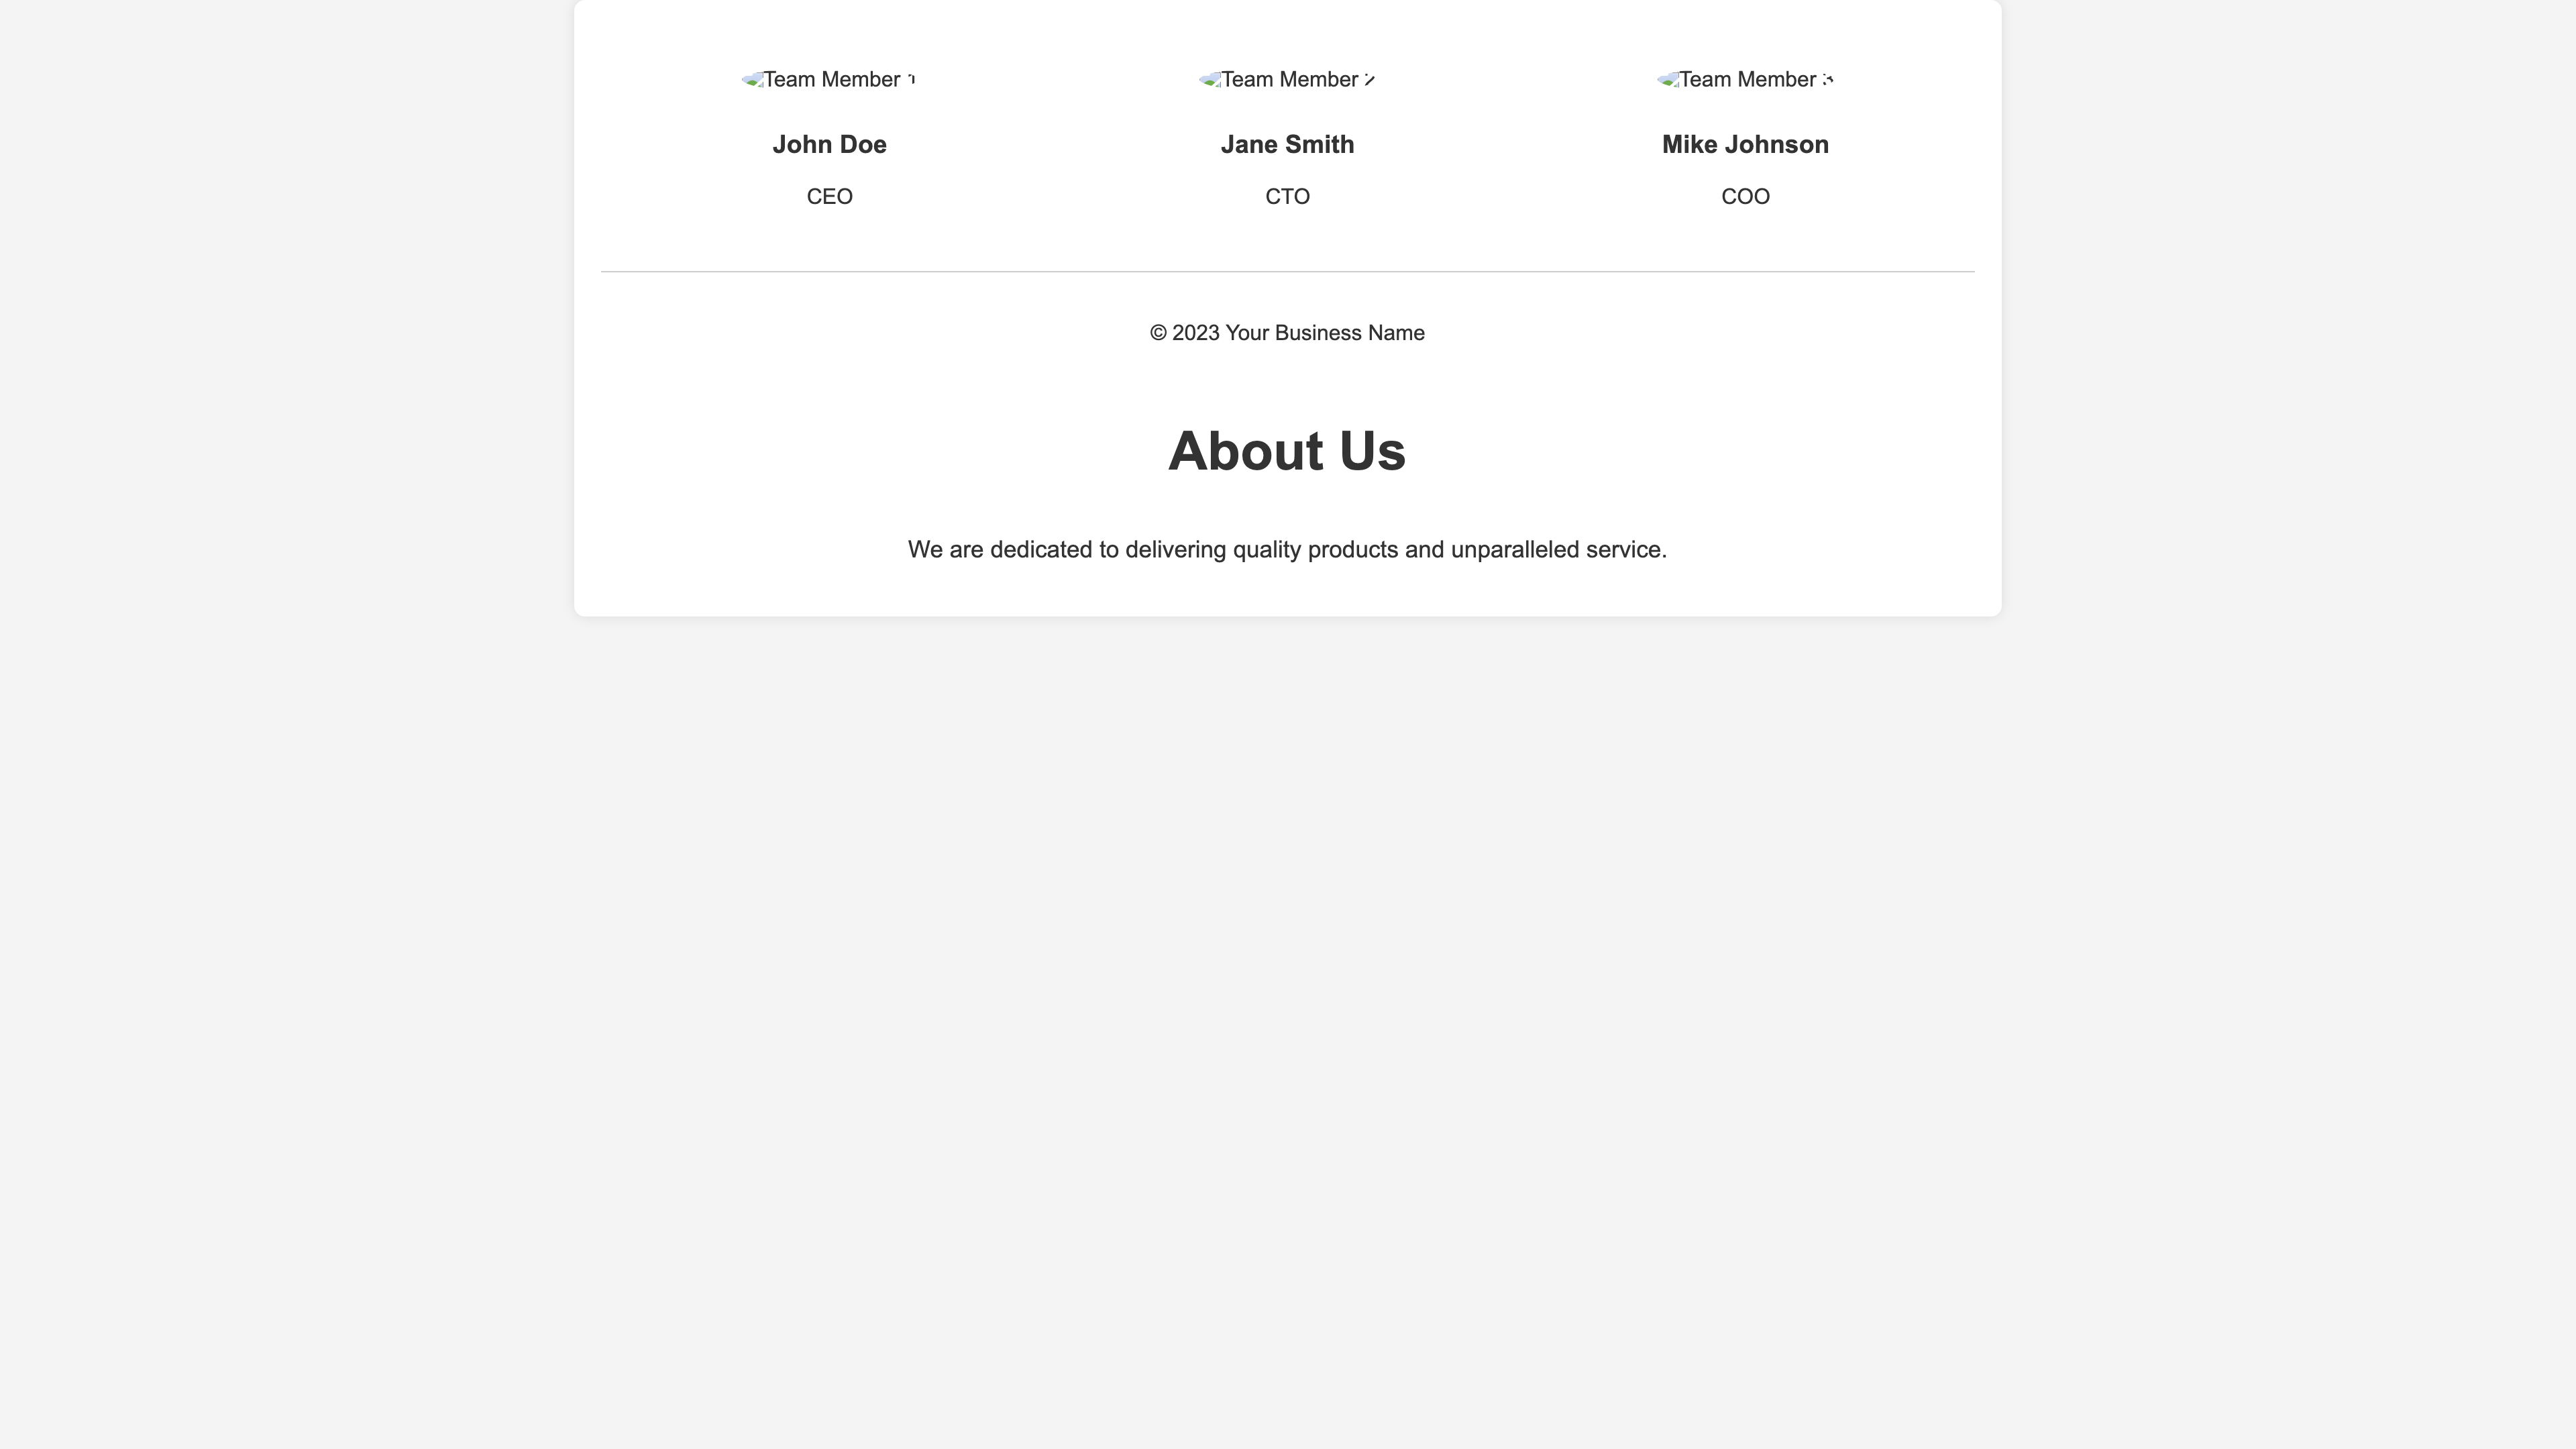 Team Member 1
Team Member 2
Team Member 3
John Doe
Jane Smith
Mike Johnson
CEO
CTO
COO
© 2023 Your Business Name
About Us
We are dedicated to delivering quality products and unparalleled service.